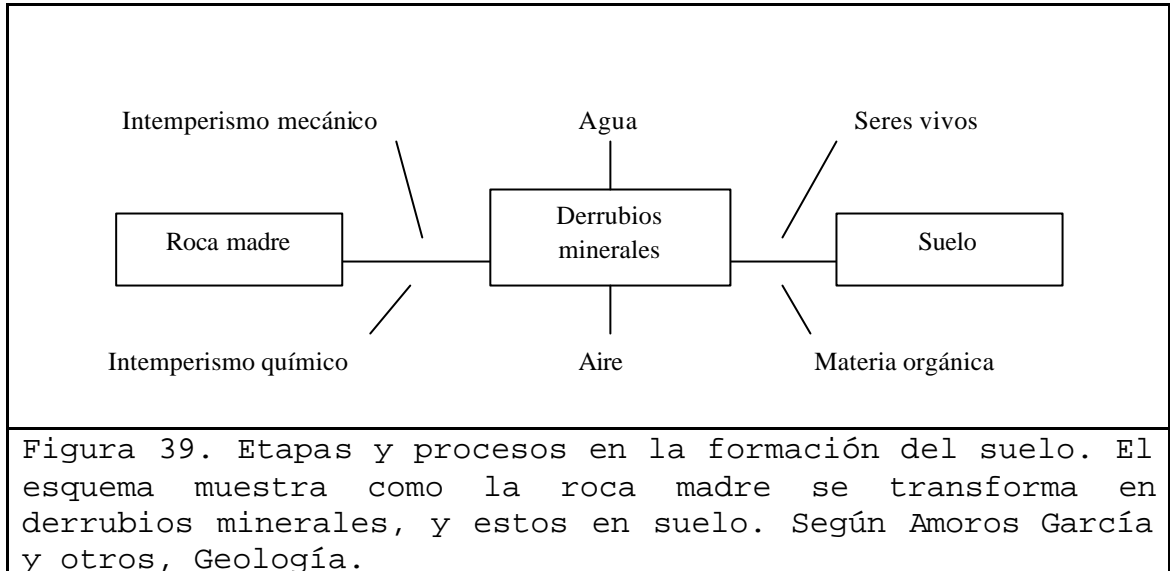 Intemperismo mecánico
Agua
Seres vivos
Roca madre
Derrubios
minerales
Suelo
Intemperismo químico
Aire
Materia orgánica
Figura 39. Etapas y procesos en la formación del suelo. El
esquema muestra como la roca madre se transforma en
derrubios minerales, y estos en suelo. Según Amoros García
y otros, Geología.